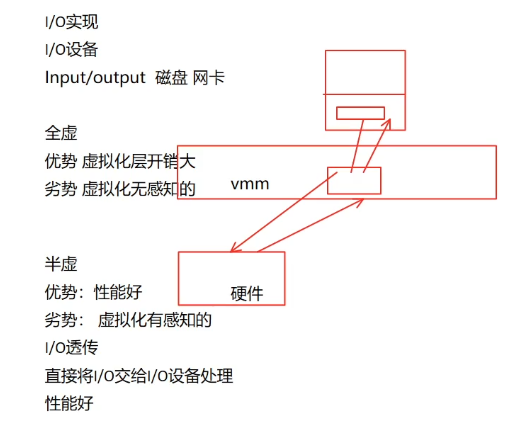 I/O实现
I/O设备
Input/output 磁盘 网卡
全虚
优势 虚拟化层开销大
劣势 虚拟化无感知的
vmm
半虚
优势：性能好
硬件
劣势： 虚拟化有感知的
I/O透传
直接将I/O交给I/O设备处理
性能好